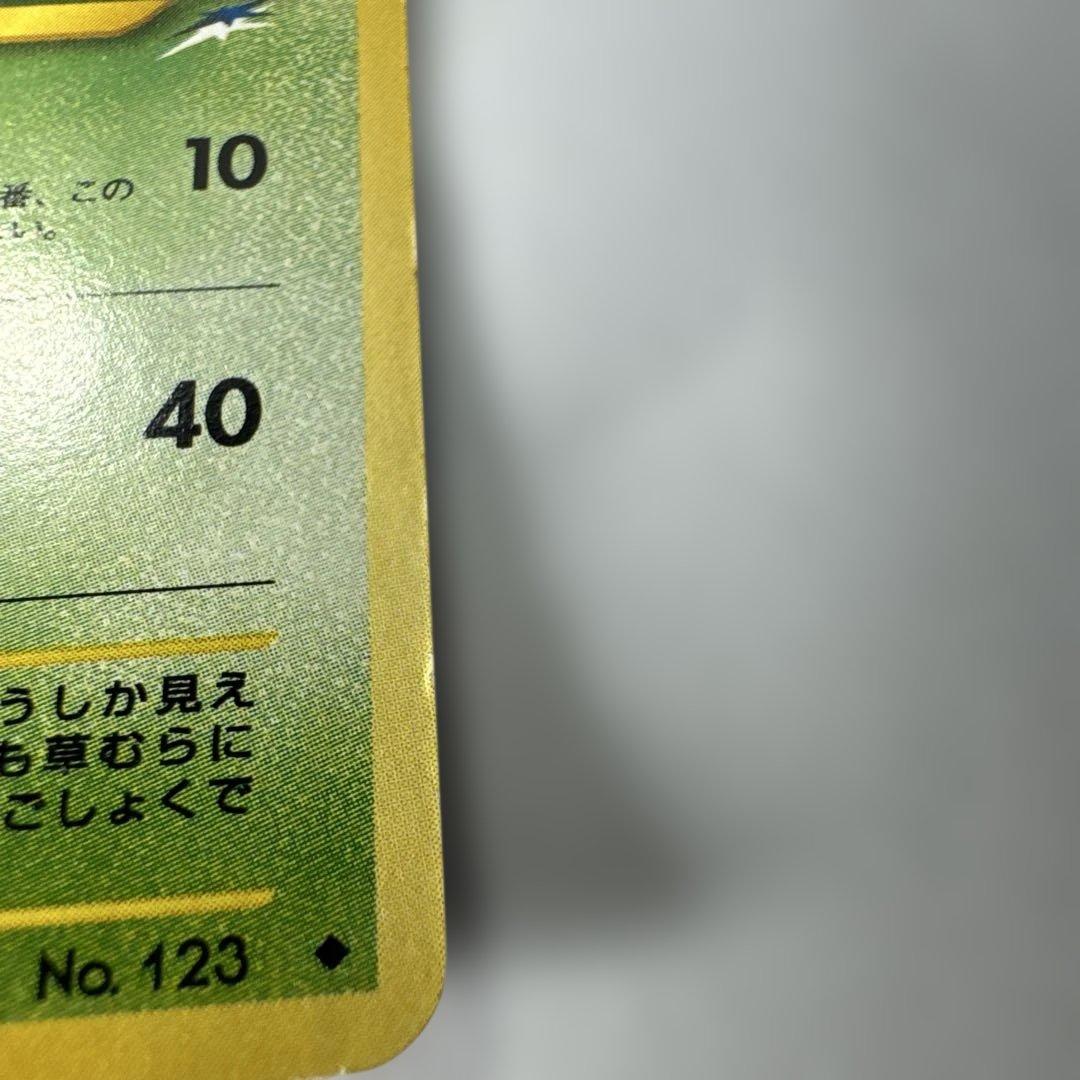 10
番、この
い。
40
うしか見え
も草むらに
ごしょくで
No. 123 ◆